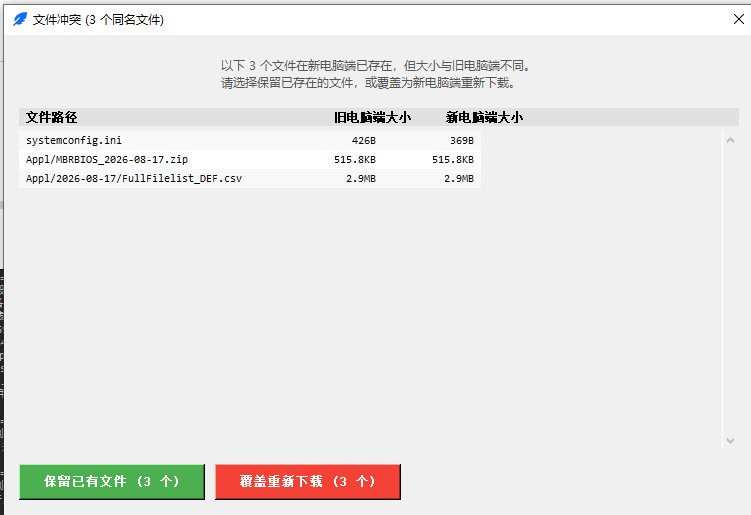 文件冲突 (3 个同名文件)
以下 3 个文件在新电脑端已存在，但大小与旧电脑端不同。
请选择保留已存在的文件，或覆盖为新电脑端重新下载。
文件路径 旧电脑端大小 新电脑端大小
systemconfig.ini 426B 369B
Appl/MBRBIOS_2026-08-17.zip 515.8KB 515.8KB
Appl/2026-08-17/FullFilelist_DEF.csv 2.9MB 2.9MB
保留已有文件 (3 个) 覆盖重新下载 (3 个)